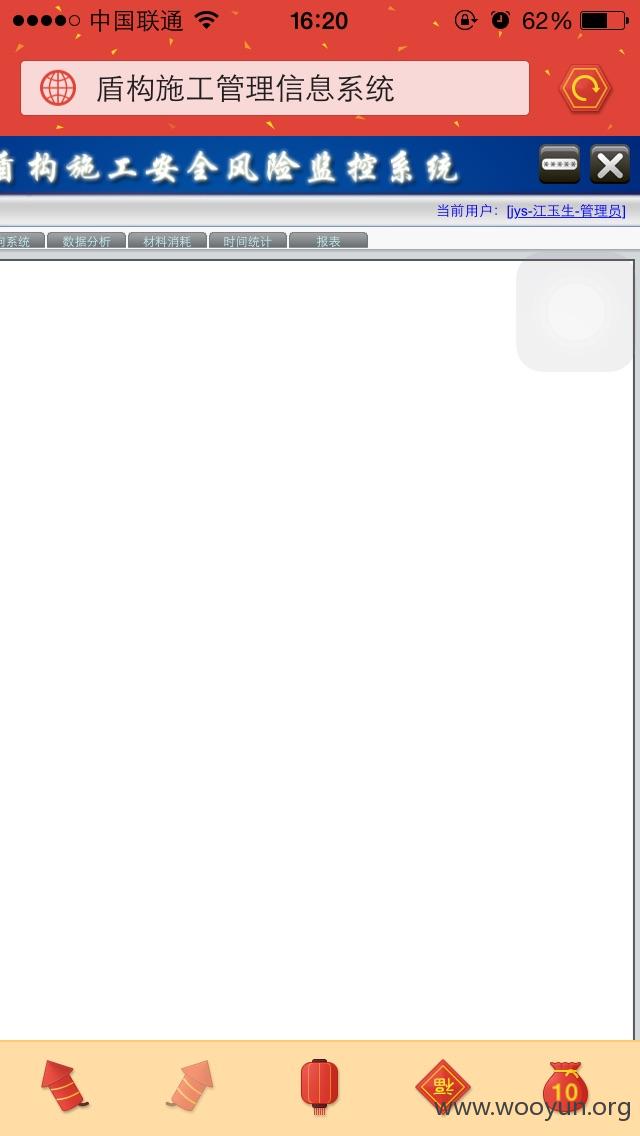 中国联通 16:20 62%
盾构施工管理信息系统
盾构施工安全风险监控系统
*****
当前用户：[jys-江玉生-管理员]
向系统 数据分析 材料消耗 时间统计 报表
福 10
www.wooyun.org